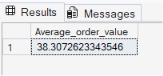 Results Messages
Average_order_value
1 38.3072623343546